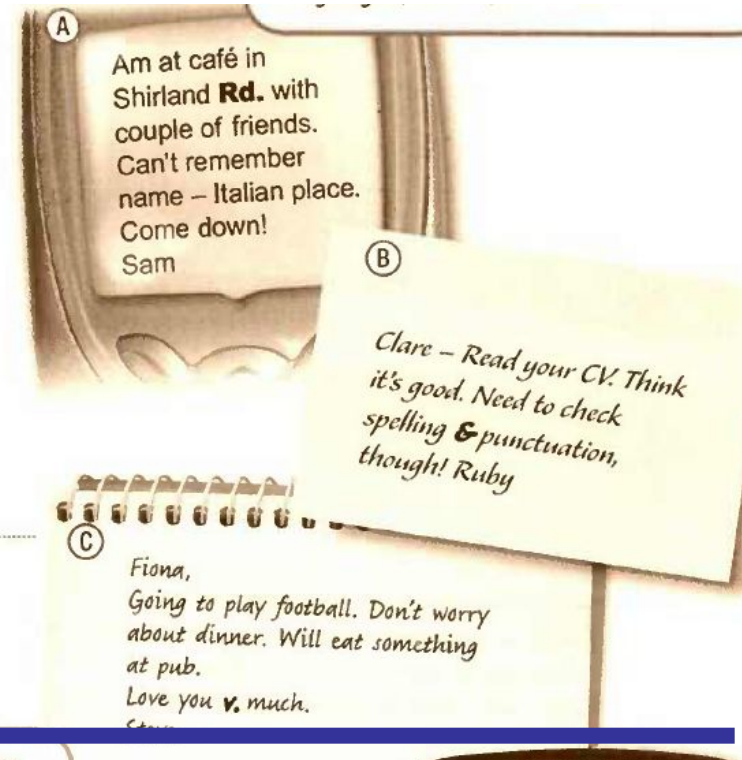 A
Am at café in
Shirland Rd. with
couple of friends.
Can't remember
name – Italian place.
Come down!
Sam
B
Clare – Read your CV. Think
it's good. Need to check
spelling & punctuation,
though! Ruby
C
Fiona,
Going to play football. Don't worry
about dinner. Will eat something
at pub.
Love you v. much.